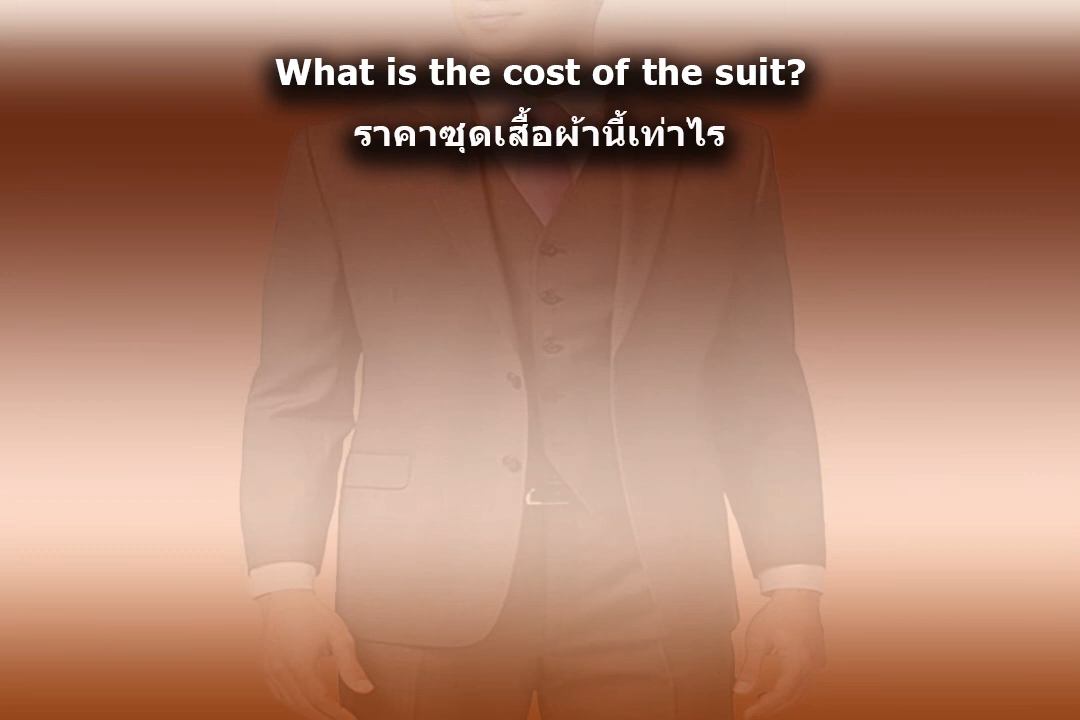 What is the cost of the suit?
ราคาซุดเสื้อผ้านี้เท่าไร